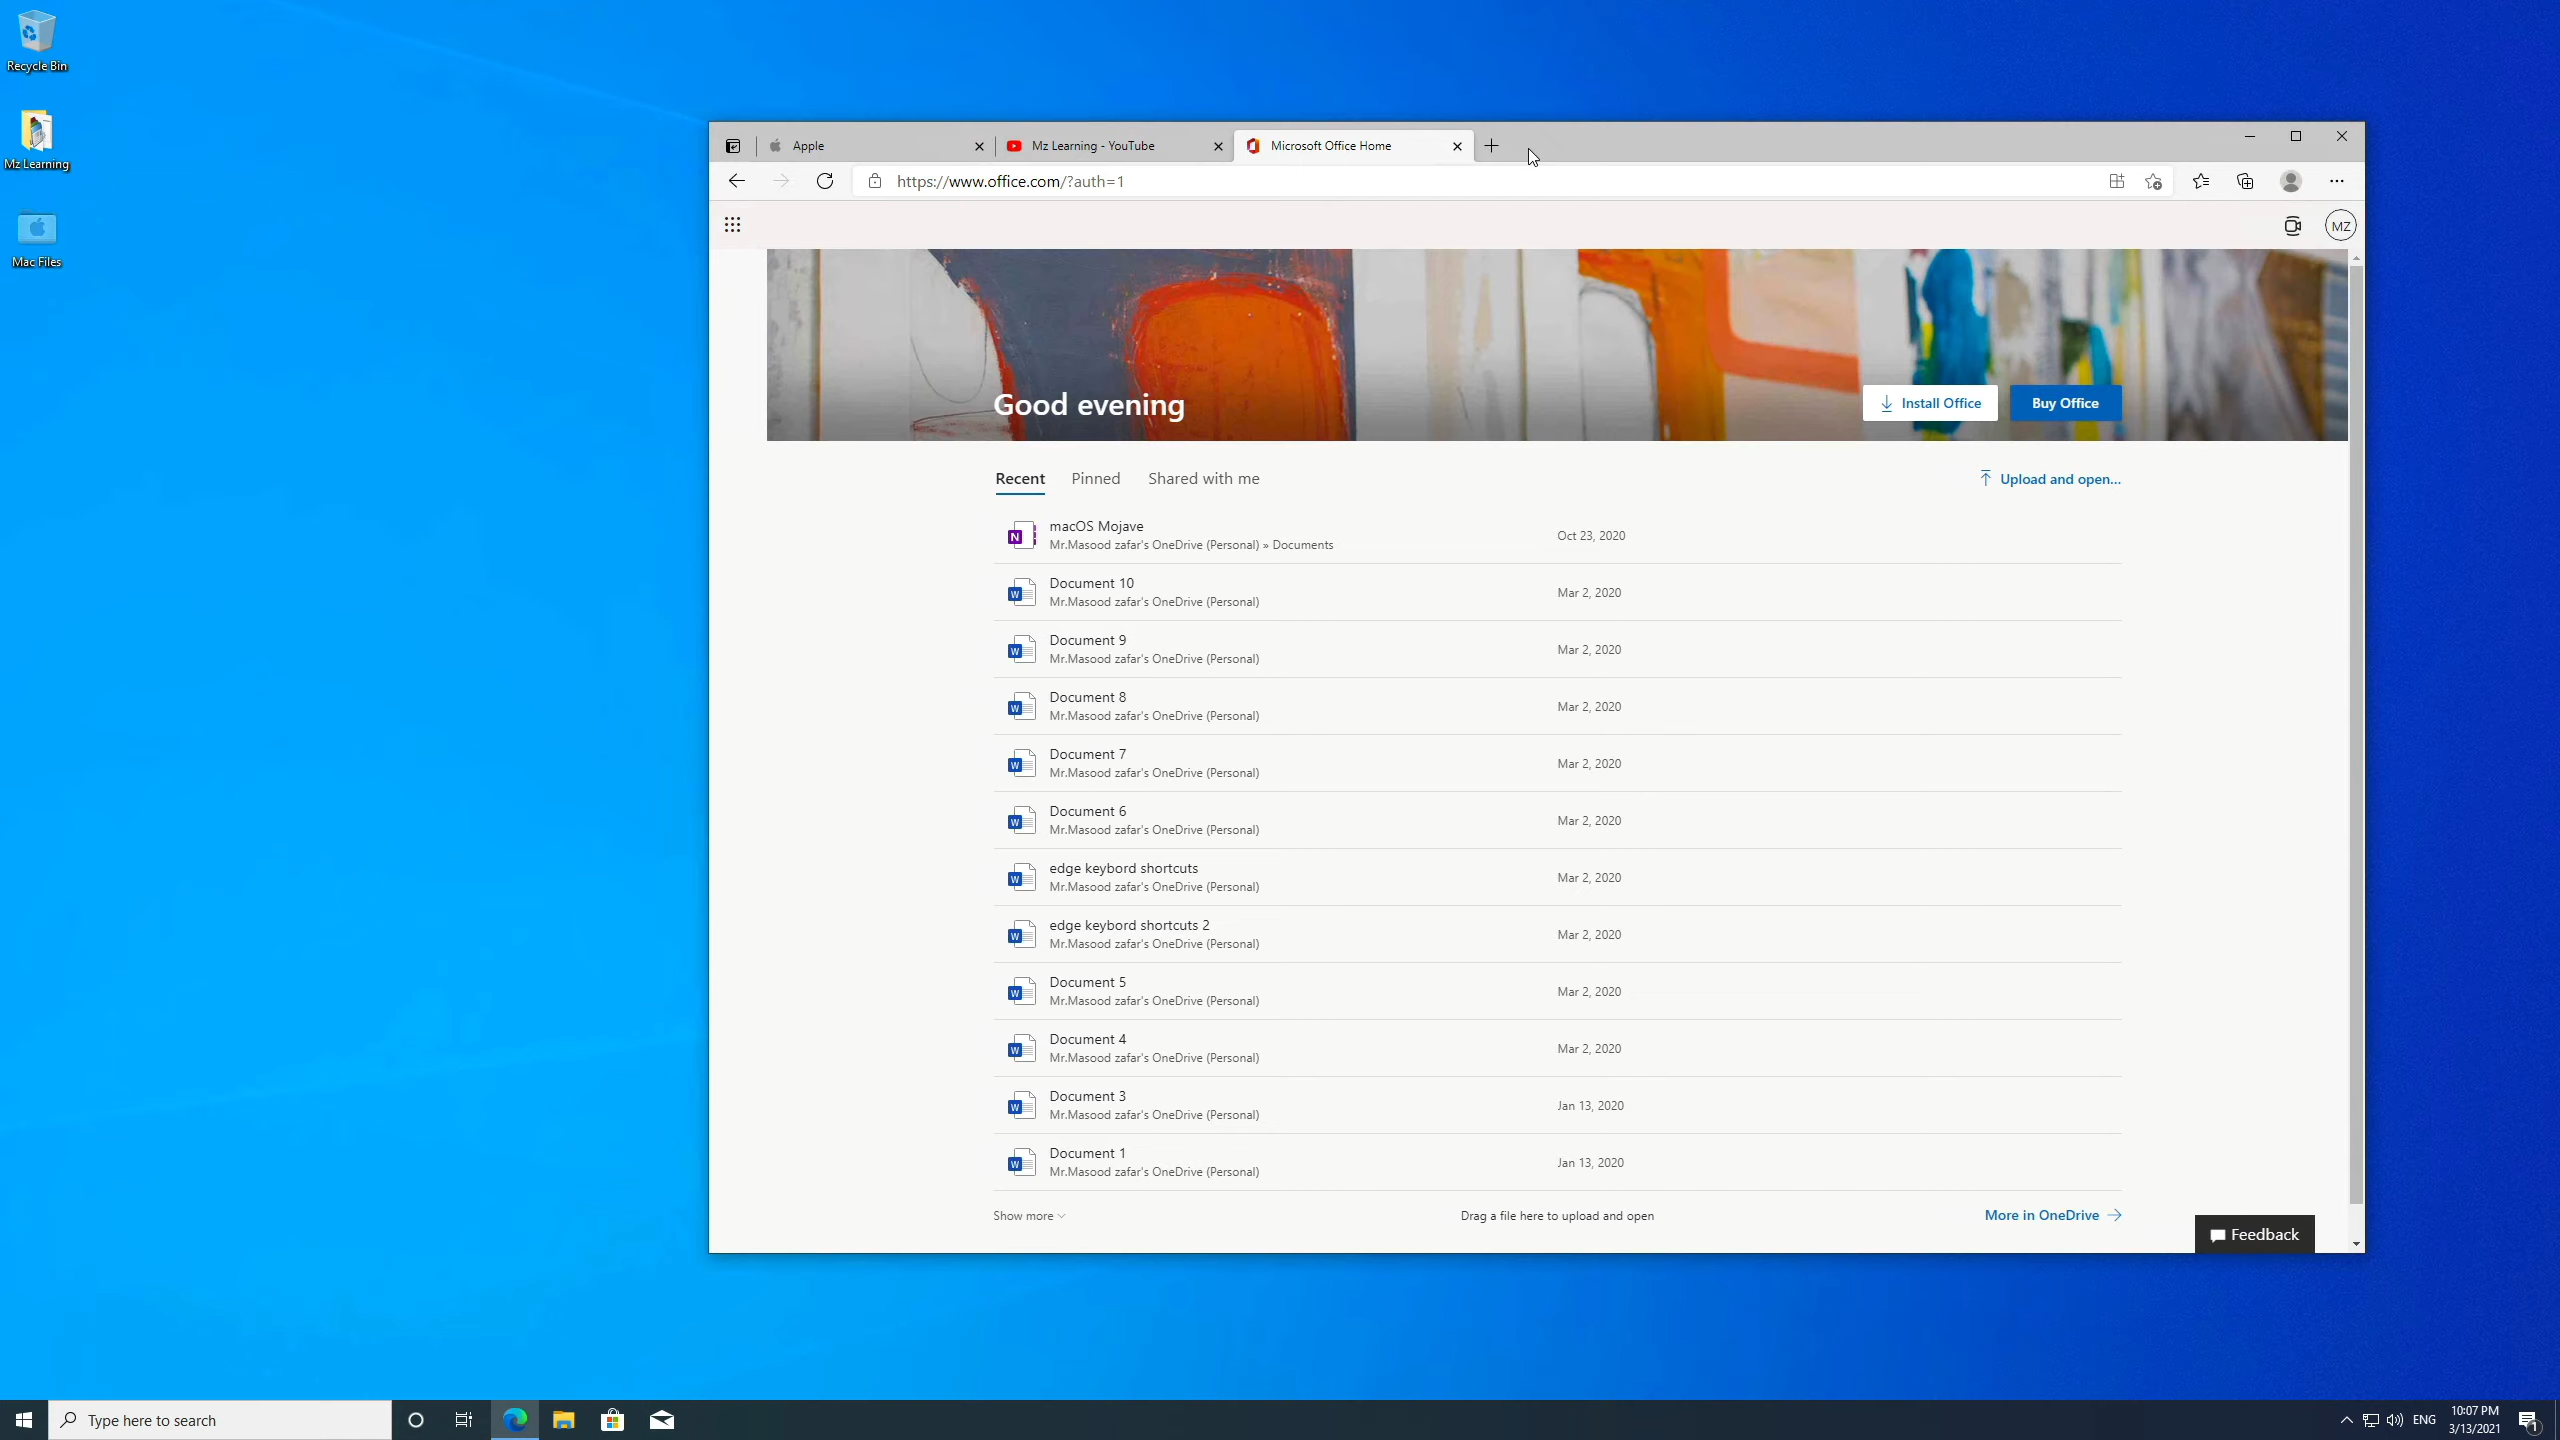 Recycle Bin
Mz Learning
Mac Files
Apple
Mz Learning - YouTube
Microsoft Office Home
https://www.office.com/?auth=1
MZ
Good evening
Install Office
Buy Office
Recent
Pinned
Shared with me
Upload and open...
macOS Mojave
Mr.Masood zafar's OneDrive (Personal) » Documents
Oct 23, 2020
Document 10
Mr.Masood zafar's OneDrive (Personal)
Mar 2, 2020
Document 9
Mr.Masood zafar's OneDrive (Personal)
Mar 2, 2020
Document 8
Mr.Masood zafar's OneDrive (Personal)
Mar 2, 2020
Document 7
Mr.Masood zafar's OneDrive (Personal)
Mar 2, 2020
Document 6
Mr.Masood zafar's OneDrive (Personal)
Mar 2, 2020
edge keybord shortcuts
Mr.Masood zafar's OneDrive (Personal)
Mar 2, 2020
edge keybord shortcuts 2
Mr.Masood zafar's OneDrive (Personal)
Mar 2, 2020
Document 5
Mr.Masood zafar's OneDrive (Personal)
Mar 2, 2020
Document 4
Mr.Masood zafar's OneDrive (Personal)
Mar 2, 2020
Document 3
Mr.Masood zafar's OneDrive (Personal)
Jan 13, 2020
Document 1
Mr.Masood zafar's OneDrive (Personal)
Jan 13, 2020
Show more
Drag a file here to upload and open
More in OneDrive
Feedback
Type here to search
ENG
10:07 PM
3/13/2021
1